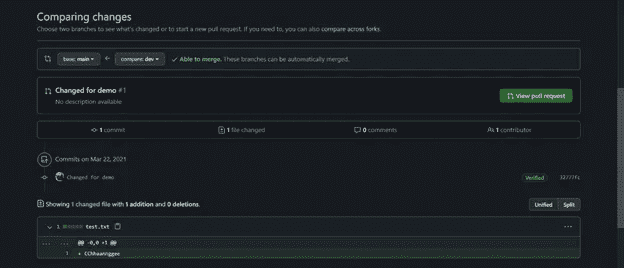 Comparing changes
Choose two branches to see what's changed or to start a new pull request. If you need to, you can also compare across forks.
base: main ← compare: dev ✓ Able to merge. These branches can be automatically merged.
Changed for demo #1
No description available
View pull request
1 commit
1 file changed
0 comments
1 contributor
Commits on Mar 22, 2021
Changed for demo
Verified
Showing 1 changed file with 1 addition and 0 deletions.
Unified Split
1 test.txt
@@ -0,0 +1 @@
1